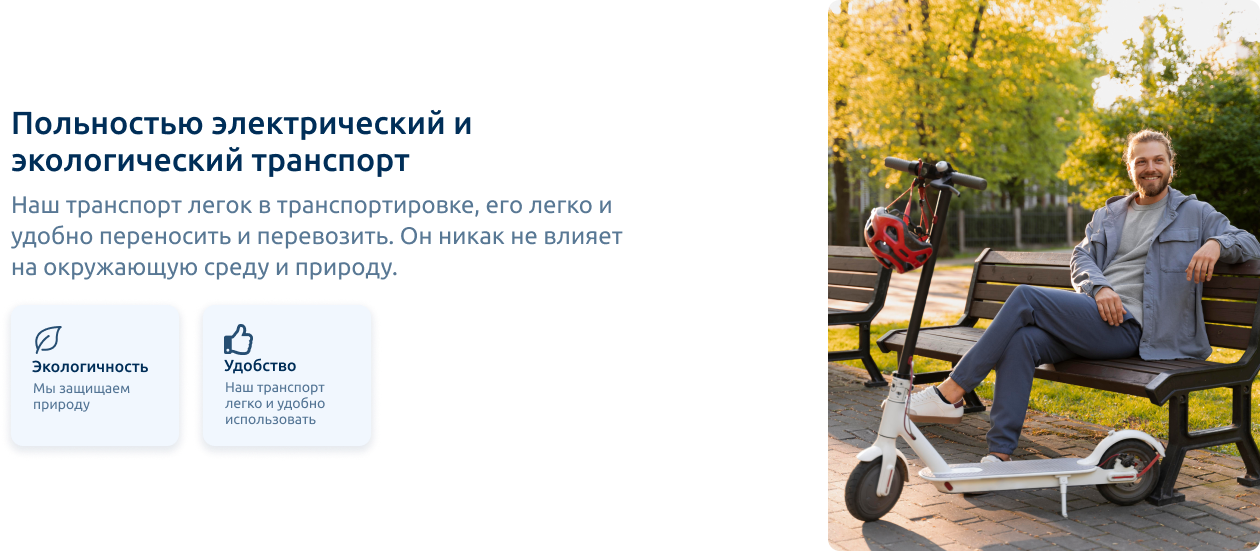 Польностью электрический и
экологический транспорт
Наш транспорт легок в транспортировке, его легко и
удобно переносить и перевозить. Он никак не влияет
на окружающую среду и природу.
Экологичность
Мы защищаем
природу
Удобство
Наш транспорт
легко и удобно
использовать